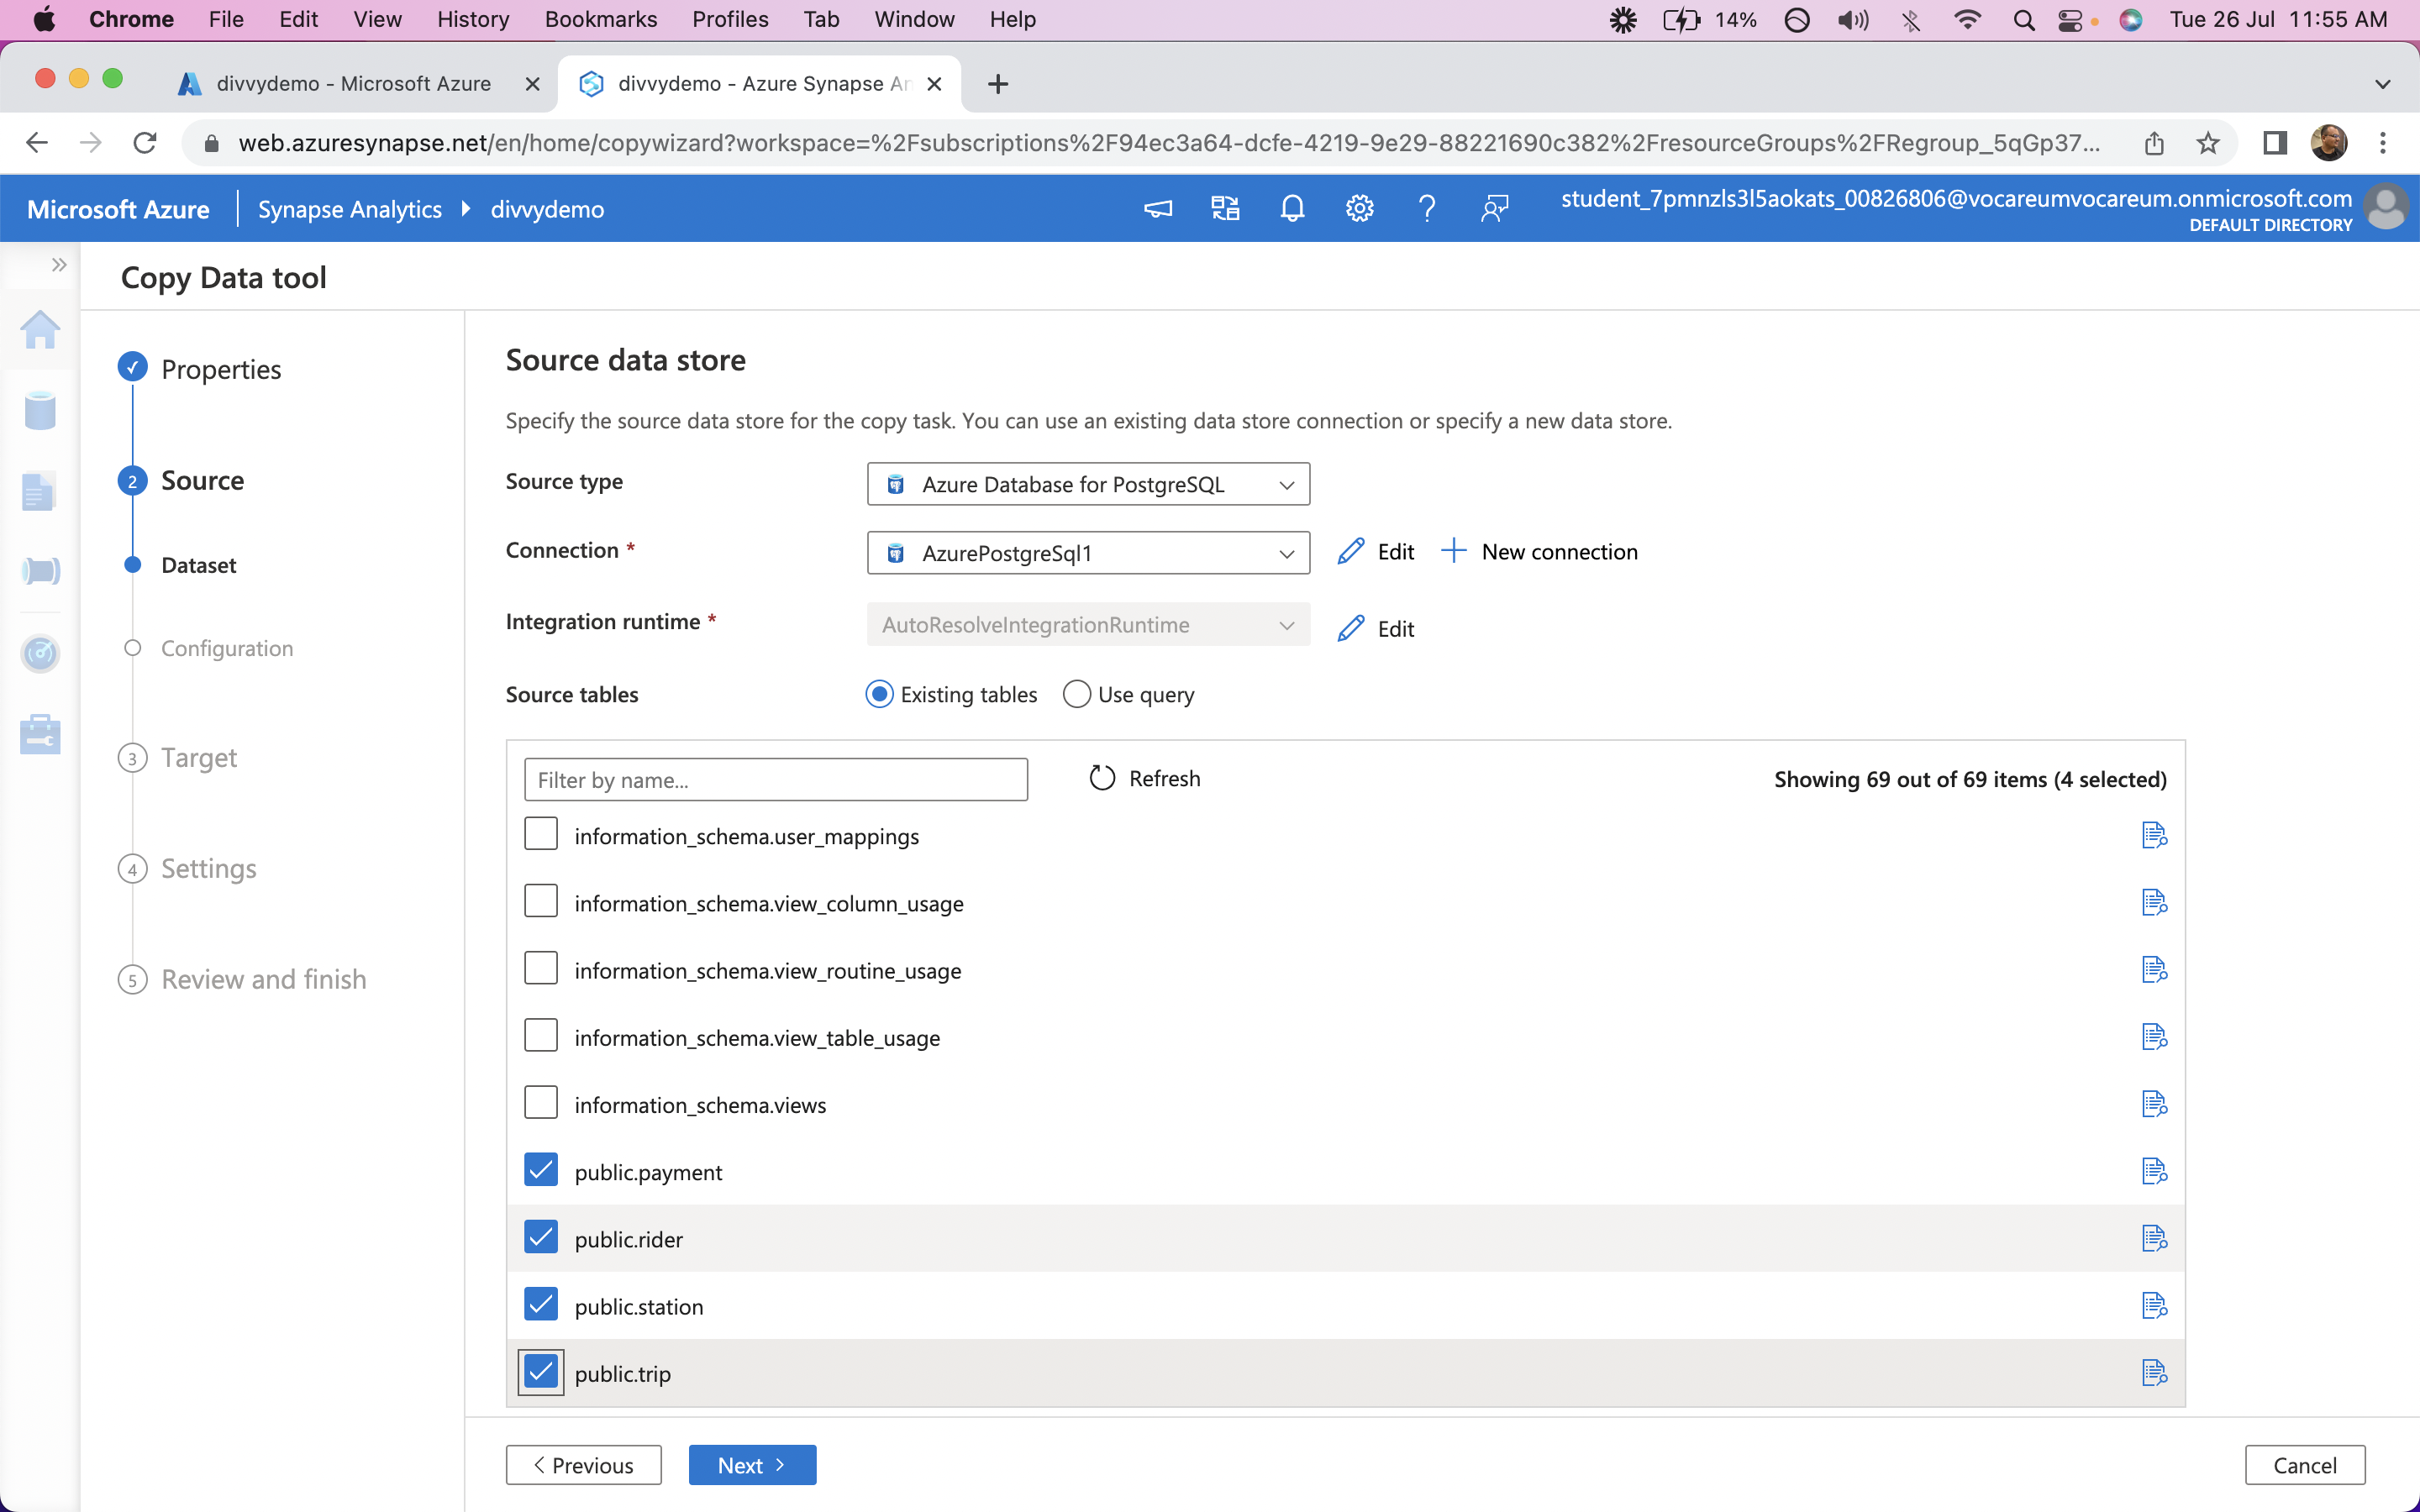 Chrome File Edit View History Bookmarks Profiles Tab Window Help 14% Tue 26 Jul 11:55 AM
divvydemo - Microsoft Azure divvydemo - Azure Synapse An
web.azuresynapse.net/en/home/copywizard?workspace=%2Fsubscriptions%2F94ec3a64-dcfe-4219-9e29-88221690c382%2FresourceGroups%2FRegroup_5qGp37...
Microsoft Azure Synapse Analytics divvydemo student_7pmnzls3l5aokats_00826806@vocareumvocareum.onmicrosoft.com
DEFAULT DIRECTORY
Copy Data tool
Properties
2 Source
Dataset
Configuration
3 Target
4 Settings
5 Review and finish
Source data store
Specify the source data store for the copy task. You can use an existing data store connection or specify a new data store.
Source type Azure Database for PostgreSQL
Connection * AzurePostgreSql1 Edit New connection
Integration runtime * AutoResolveIntegrationRuntime Edit
Source tables Existing tables Use query
Filter by name... Refresh Showing 69 out of 69 items (4 selected)
information_schema.user_mappings
information_schema.view_column_usage
information_schema.view_routine_usage
information_schema.view_table_usage
information_schema.views
public.payment
public.rider
public.station
public.trip
Previous Next Cancel